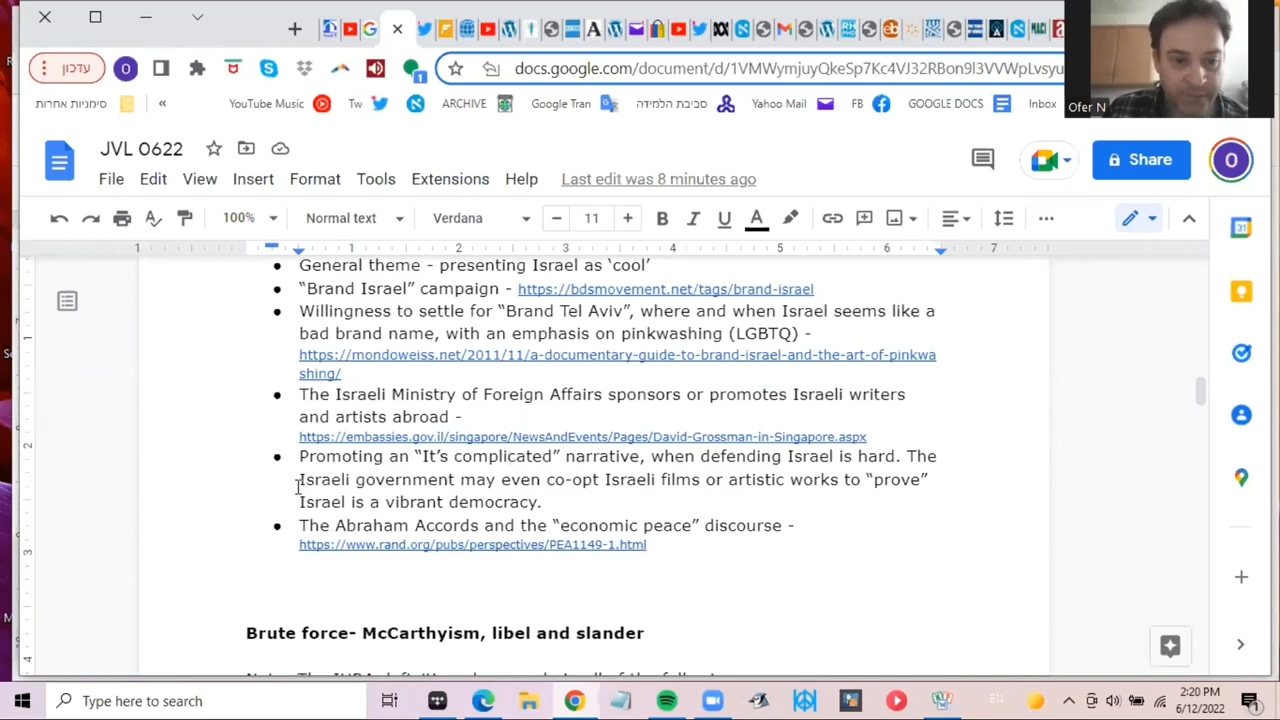 עדכון
docs.google.com/document/d/1VMWymjuyQkeSp7Kc4VJ32RBon9l3VVWpLvsyu
Ofer N
סימניות אחרות
«
YouTube Music
Tw
ARCHIVE
Google Tran
סביבת הלמידה
Yahoo Mail
FB
GOOGLE DOCS
Inbox
JVL 0622
File Edit View Insert Format Tools Extensions Help Last edit was 8 minutes ago
Share
O
100% Normal text Verdana 11
1 1 2 3 4 5 6 7
• General theme - presenting Israel as ‘cool’
• “Brand Israel” campaign - https://bdsmovement.net/tags/brand-israel
• Willingness to settle for “Brand Tel Aviv”, where and when Israel seems like a
bad brand name, with an emphasis on pinkwashing (LGBTQ) -
https://mondoweiss.net/2011/11/a-documentary-guide-to-brand-israel-and-the-art-of-pinkwa
shing/
• The Israeli Ministry of Foreign Affairs sponsors or promotes Israeli writers
and artists abroad -
https://embassies.gov.il/singapore/NewsAndEvents/Pages/David-Grossman-in-Singapore.aspx
• Promoting an “It’s complicated” narrative, when defending Israel is hard. The
Israeli government may even co-opt Israeli films or artistic works to “prove”
Israel is a vibrant democracy.
• The Abraham Accords and the “economic peace” discourse -
https://www.rand.org/pubs/perspectives/PEA1149-1.html
Brute force- McCarthyism, libel and slander
Type here to search
2:20 PM
6/12/2022